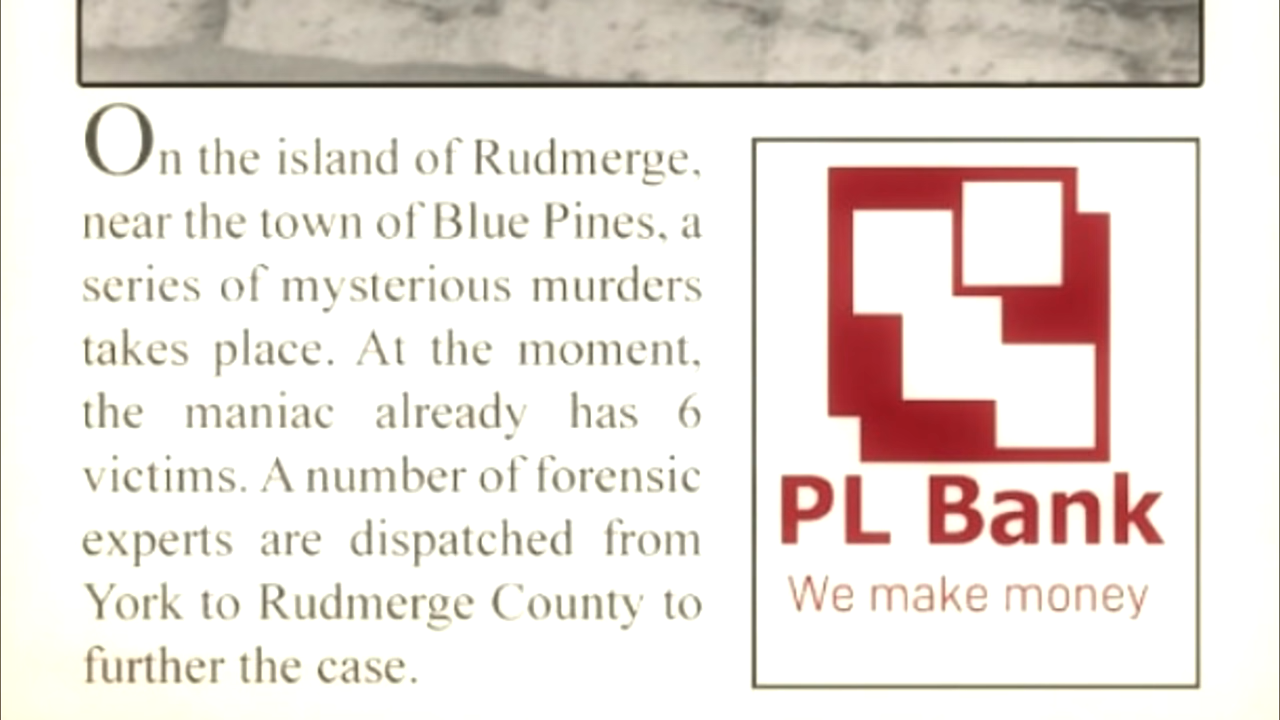 On the island of Rudmerge,
near the town of Blue Pines, a
series of mysterious murders
takes place. At the moment,
the maniac already has 6
victims. A number of forensic
experts are dispatched from
York to Rudmerge County to
further the case.
PL Bank
We make money